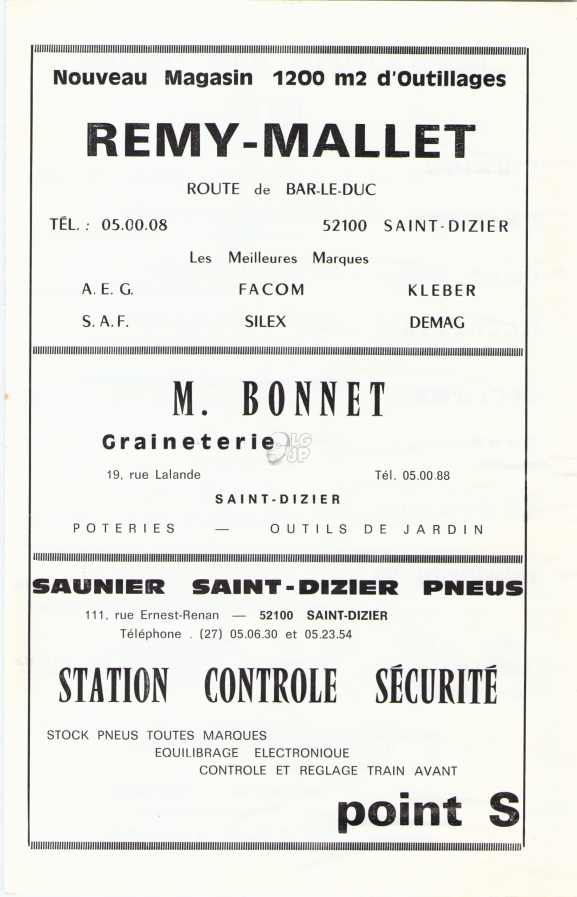 Nouveau Magasin 1200 m2 d'Outillages
REMY-MALLET
ROUTE de BAR-LE-DUC
TÉL. : 05.00.08 52100 SAINT-DIZIER
Les Meilleures Marques
A. E. G. FACOM KLEBER
S. A. F. SILEX DEMAG
M. BONNET
Graineterie
LG
JP
19, rue Lalande Tél. 05.00.88
SAINT-DIZIER
POTERIES — OUTILS DE JARDIN
SAUNIER SAINT-DIZIER PNEUS
111, rue Ernest-Renan — 52100 SAINT-DIZIER
Téléphone . (27) 05.06.30 et 05.23.54
STATION CONTROLE SÉCURITÉ
STOCK PNEUS TOUTES MARQUES
EQUILIBRAGE ELECTRONIQUE
CONTROLE ET REGLAGE TRAIN AVANT
point S